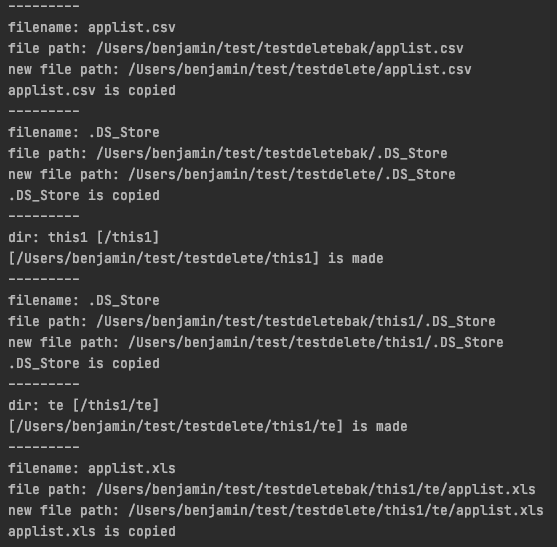 ---------
filename: applist.csv
file path: /Users/benjamin/test/testdeletebak/applist.csv
new file path: /Users/benjamin/test/testdelete/applist.csv
applist.csv is copied
---------
filename: .DS_Store
file path: /Users/benjamin/test/testdeletebak/.DS_Store
new file path: /Users/benjamin/test/testdelete/.DS_Store
.DS_Store is copied
---------
dir: this1 [/this1]
[/Users/benjamin/test/testdelete/this1] is made
---------
filename: .DS_Store
file path: /Users/benjamin/test/testdeletebak/this1/.DS_Store
new file path: /Users/benjamin/test/testdelete/this1/.DS_Store
.DS_Store is copied
---------
dir: te [/this1/te]
[/Users/benjamin/test/testdelete/this1/te] is made
---------
filename: applist.xls
file path: /Users/benjamin/test/testdeletebak/this1/te/applist.xls
new file path: /Users/benjamin/test/testdelete/this1/te/applist.xls
applist.xls is copied